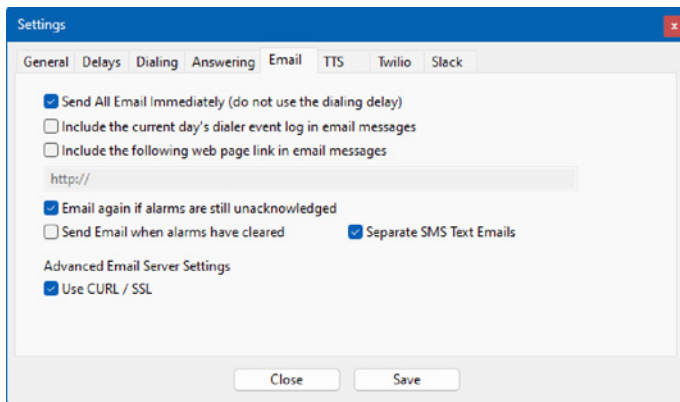 Settings
x
General Delays Dialing Answering Email TTS Twilio Slack
Send All Email Immediately (do not use the dialing delay)
Include the current day's dialer event log in email messages
Include the following web page link in email messages
http://
Email again if alarms are still unacknowledged
Send Email when alarms have cleared Separate SMS Text Emails
Advanced Email Server Settings
Use CURL / SSL
Close Save